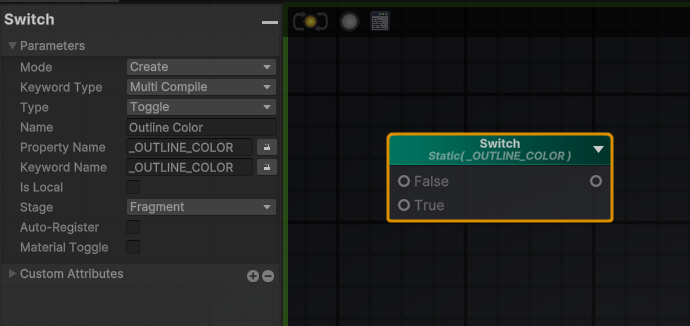 Switch
Parameters
Mode Create
Keyword Type Multi Compile
Type Toggle
Name Outline Color
Property Name _OUTLINE_COLOR
Keyword Name _OUTLINE_COLOR
Is Local
Stage Fragment
Auto-Register
Material Toggle
Custom Attributes
Switch
Static( _OUTLINE_COLOR )
False
True